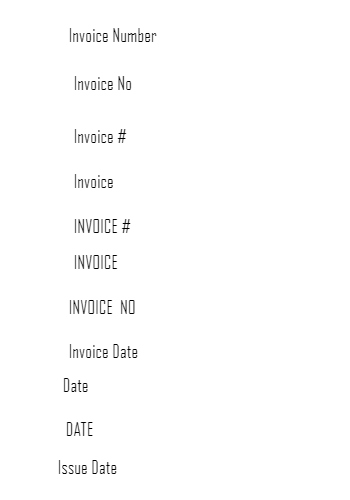 Invoice Number
Invoice No
Invoice #
Invoice
INVOICE #
INVOICE
INVOICE NO
Invoice Date
Date
DATE
Issue Date